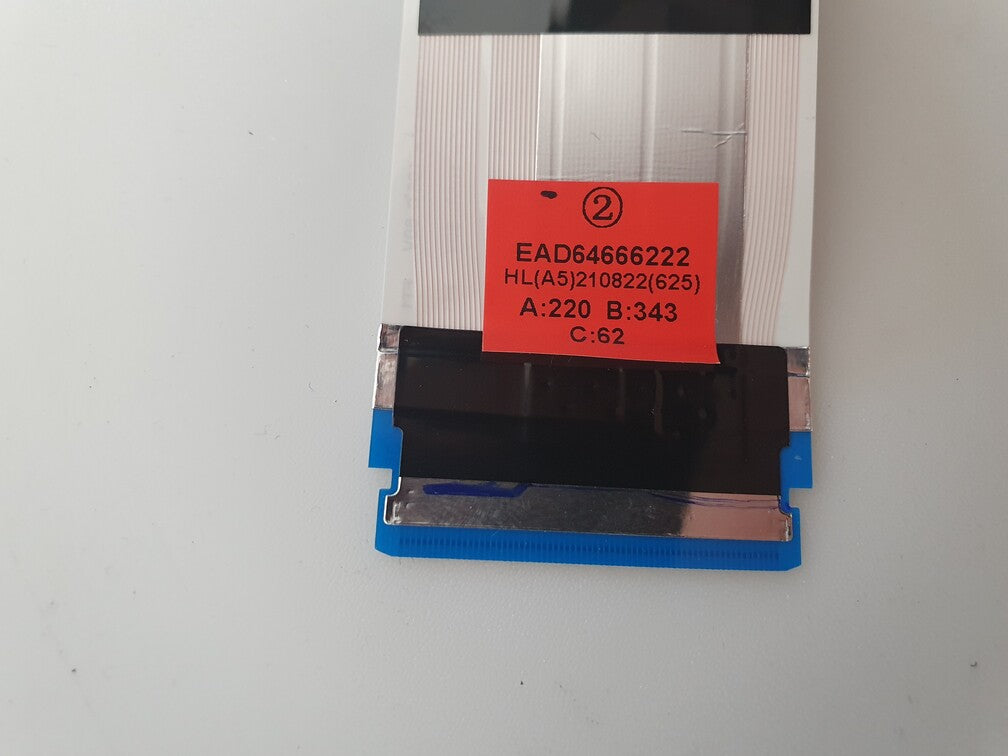 ②
EAD64666222
HL(A5)210822(625)
A:220 B:343
C:62